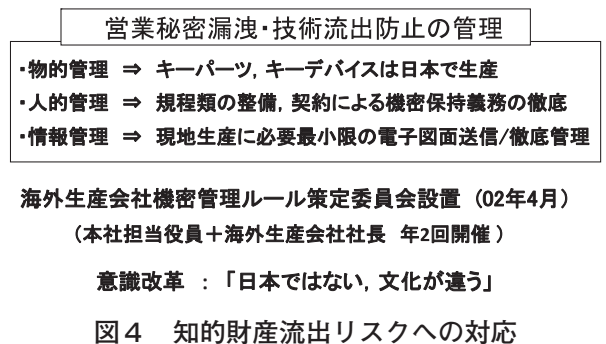 営業秘密漏洩・技術流出防止の管理
・物的管理 ⇒ キーパーツ，キーデバイスは日本で生産
・人的管理 ⇒ 規程類の整備，契約による機密保持義務の徹底
・情報管理 ⇒ 現地生産に必要最小限の電子図面送信/徹底管理
海外生産会社機密管理ルール策定委員会設置（02年4月）
（本社担当役員＋海外生産会社社長 年2回開催）
意識改革 ： 「日本ではない，文化が違う」
図４ 知的財産流出リスクへの対応